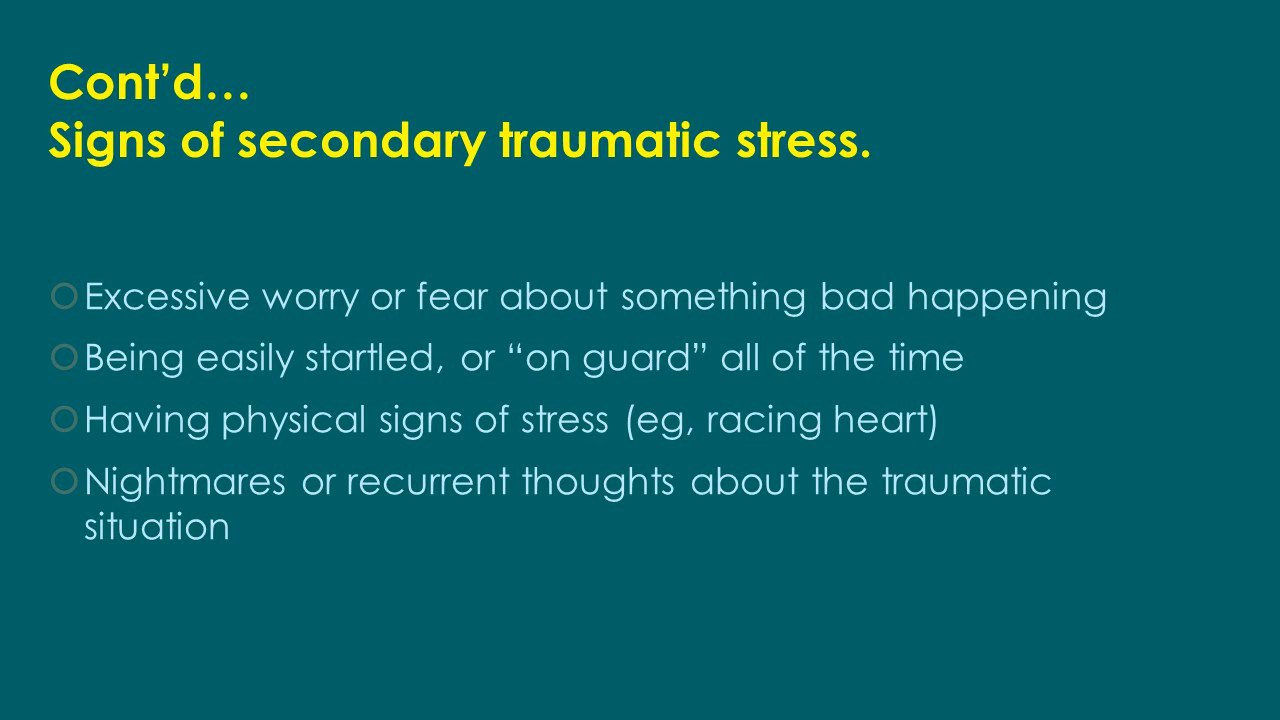 Cont’d…
Signs of secondary traumatic stress.
Excessive worry or fear about something bad happening
Being easily startled, or “on guard” all of the time
Having physical signs of stress (eg, racing heart)
Nightmares or recurrent thoughts about the traumatic
situation